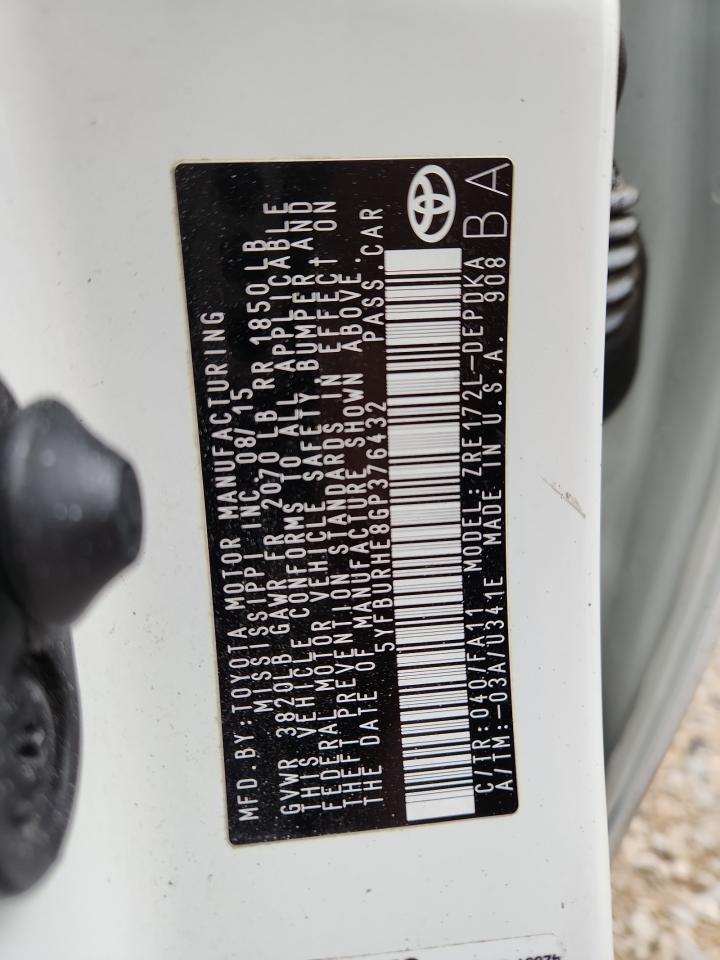 MFD.BY:TOYOTA MOTOR MANUFACTURING
MISSISSIPPI INC.08/15
GVWR 3820LB GAWR FR 2070 LB RR 1850 LB
THIS VEHICLE CONFORMS TO ALL APPLICABLE
FEDERAL MOTOR VEHICLE SAFETY,BUMPER AND
THEFT PREVENTION STANDARDS IN EFFECT ON
THE DATE OF MANUFACTURE SHOWN ABOVE.
5YFBURHE8GP376432 PASS.CAR
C/TR:040/FA11 MODEL:ZRE172L-DEPDKA
A/TM:-03A/U341E MADE IN U.S.A. 908
BA